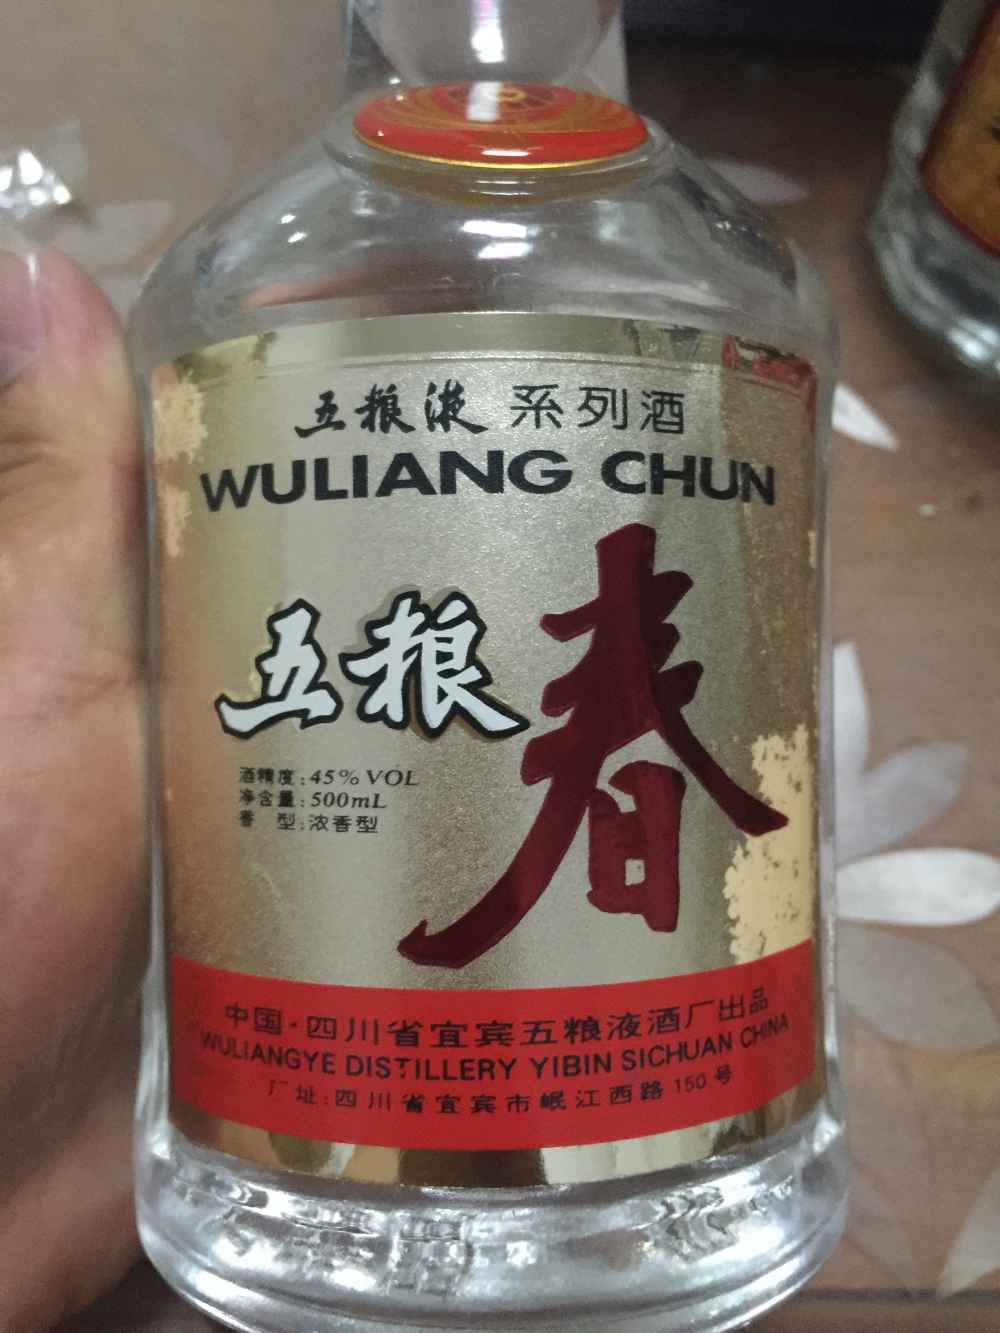 五粮液 系列酒
WULIANG CHUN
五粮春
酒精度:45%VOL
净含量:500mL
香 型:浓香型
中国·四川省宜宾五粮液酒厂出品
WULIANGYE DISTILLERY YIBIN SICHUAN CHINA
厂址:四川省宜宾市岷江西路150号